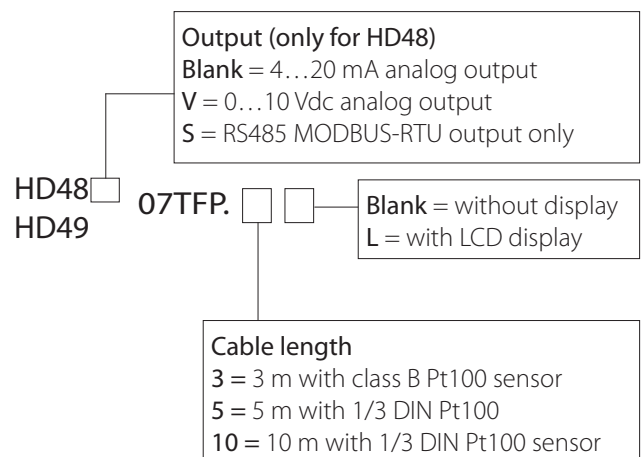 Output (only for HD48)
Blank = 4…20 mA analog output
V = 0…10 Vdc analog output
S = RS485 MODBUS-RTU output only
HD48
HD49
07TFP.
Blank = without display
L = with LCD display
Cable length
3 = 3 m with class B Pt100 sensor
5 = 5 m with 1/3 DIN Pt100
10 = 10 m with 1/3 DIN Pt100 sensor